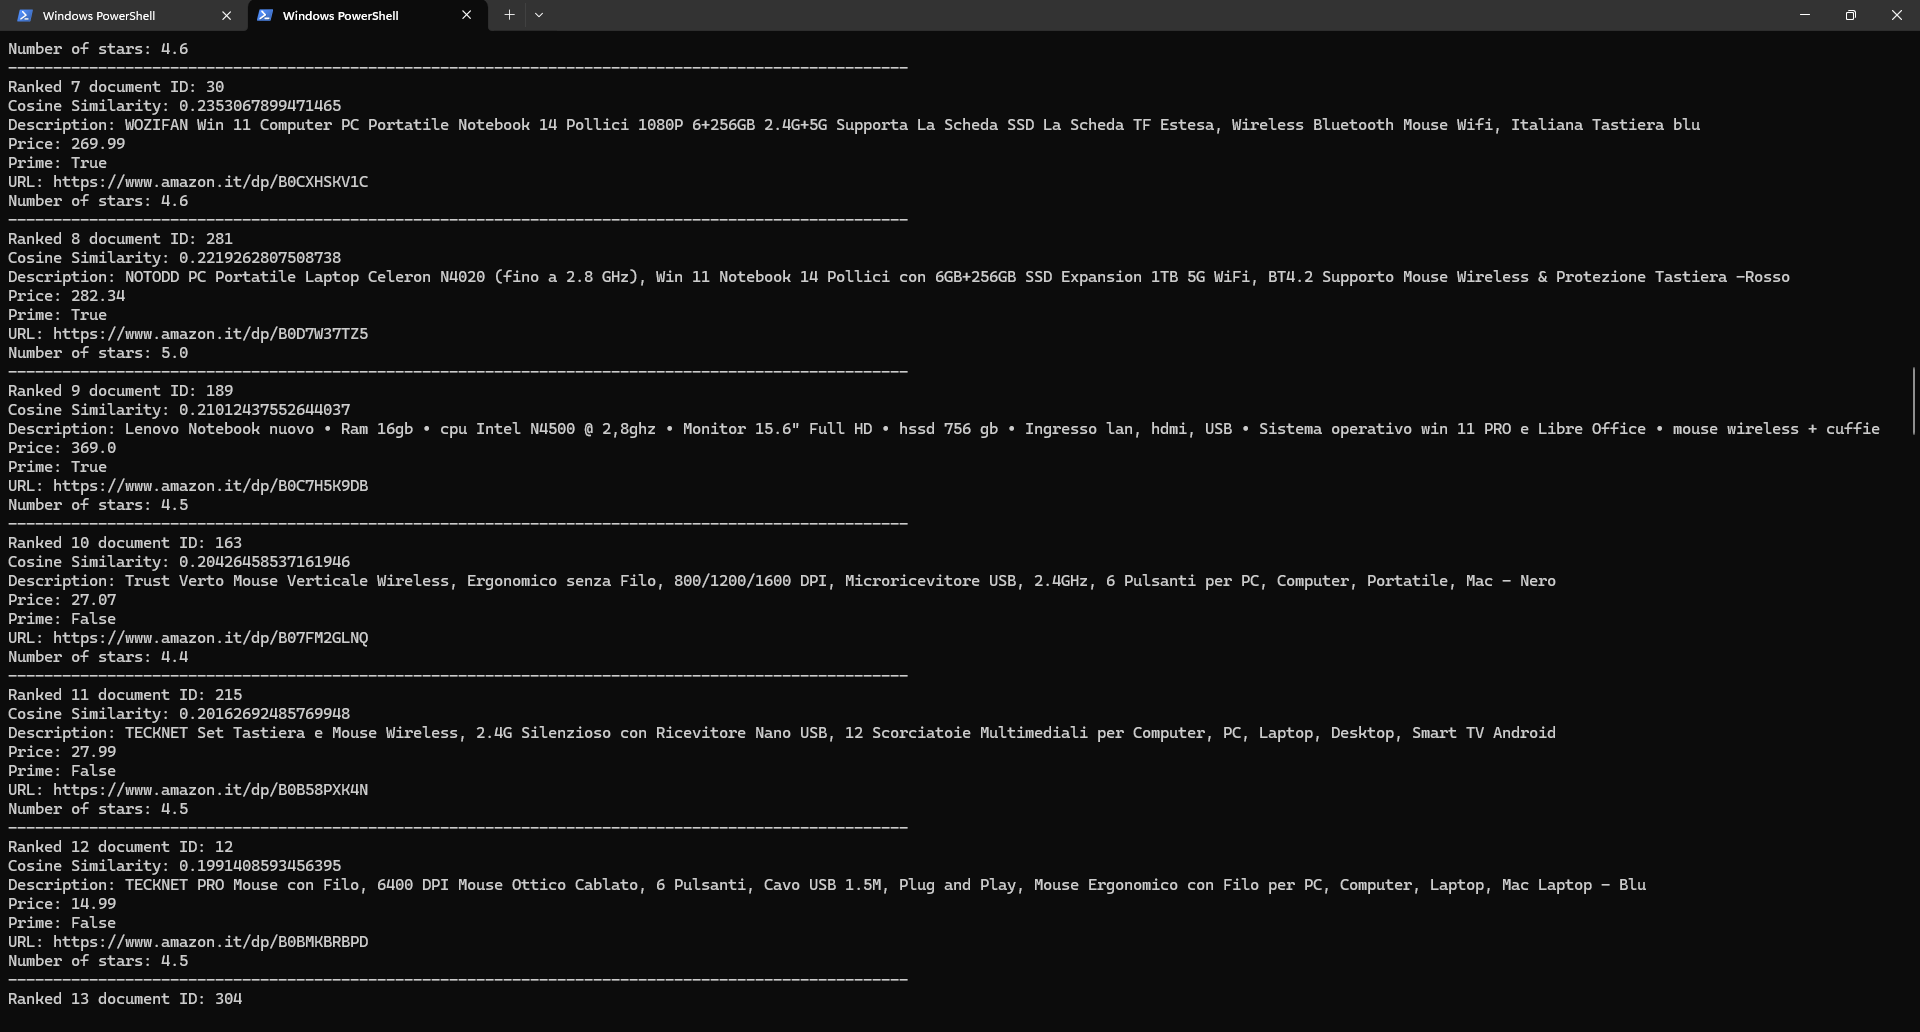 Windows PowerShell
Windows PowerShell
Number of stars: 4.6
----------------------------------------------------------------------------------------------------
Ranked 7 document ID: 30
Cosine Similarity: 0.2353067899471465
Description: WOZIFAN Win 11 Computer PC Portatile Notebook 14 Pollici 1080P 6+256GB 2.4G+5G Supporta La Scheda SSD La Scheda TF Estesa, Wireless Bluetooth Mouse Wifi, Italiana Tastiera blu
Price: 269.99
Prime: True
URL: https://www.amazon.it/dp/B0CXHSKV1C
Number of stars: 4.6
----------------------------------------------------------------------------------------------------
Ranked 8 document ID: 281
Cosine Similarity: 0.2219262807508738
Description: NOTODD PC Portatile Laptop Celeron N4020 (fino a 2.8 GHz), Win 11 Notebook 14 Pollici con 6GB+256GB SSD Expansion 1TB 5G WiFi, BT4.2 Supporto Mouse Wireless & Protezione Tastiera -Rosso
Price: 282.34
Prime: True
URL: https://www.amazon.it/dp/B0D7W37TZ5
Number of stars: 5.0
----------------------------------------------------------------------------------------------------
Ranked 9 document ID: 189
Cosine Similarity: 0.21012437552644037
Description: Lenovo Notebook nuovo • Ram 16gb • cpu Intel N4500 @ 2,8ghz • Monitor 15.6" Full HD • hssd 756 gb • Ingresso lan, hdmi, USB • Sistema operativo win 11 PRO e Libre Office • mouse wireless + cuffie
Price: 369.0
Prime: True
URL: https://www.amazon.it/dp/B0C7H5K9DB
Number of stars: 4.5
----------------------------------------------------------------------------------------------------
Ranked 10 document ID: 163
Cosine Similarity: 0.20426458537161946
Description: Trust Verto Mouse Verticale Wireless, Ergonomico senza Filo, 800/1200/1600 DPI, Microricevitore USB, 2.4GHz, 6 Pulsanti per PC, Computer, Portatile, Mac - Nero
Price: 27.07
Prime: False
URL: https://www.amazon.it/dp/B07FM2GLNQ
Number of stars: 4.4
----------------------------------------------------------------------------------------------------
Ranked 11 document ID: 215
Cosine Similarity: 0.20162692485769948
Description: TECKNET Set Tastiera e Mouse Wireless, 2.4G Silenzioso con Ricevitore Nano USB, 12 Scorciatoie Multimediali per Computer, PC, Laptop, Desktop, Smart TV Android
Price: 27.99
Prime: False
URL: https://www.amazon.it/dp/B0B58PXK4N
Number of stars: 4.5
----------------------------------------------------------------------------------------------------
Ranked 12 document ID: 12
Cosine Similarity: 0.1991408593456395
Description: TECKNET PRO Mouse con Filo, 6400 DPI Mouse Ottico Cablato, 6 Pulsanti, Cavo USB 1.5M, Plug and Play, Mouse Ergonomico con Filo per PC, Computer, Laptop, Mac Laptop - Blu
Price: 14.99
Prime: False
URL: https://www.amazon.it/dp/B0BMKBRBPD
Number of stars: 4.5
----------------------------------------------------------------------------------------------------
Ranked 13 document ID: 304